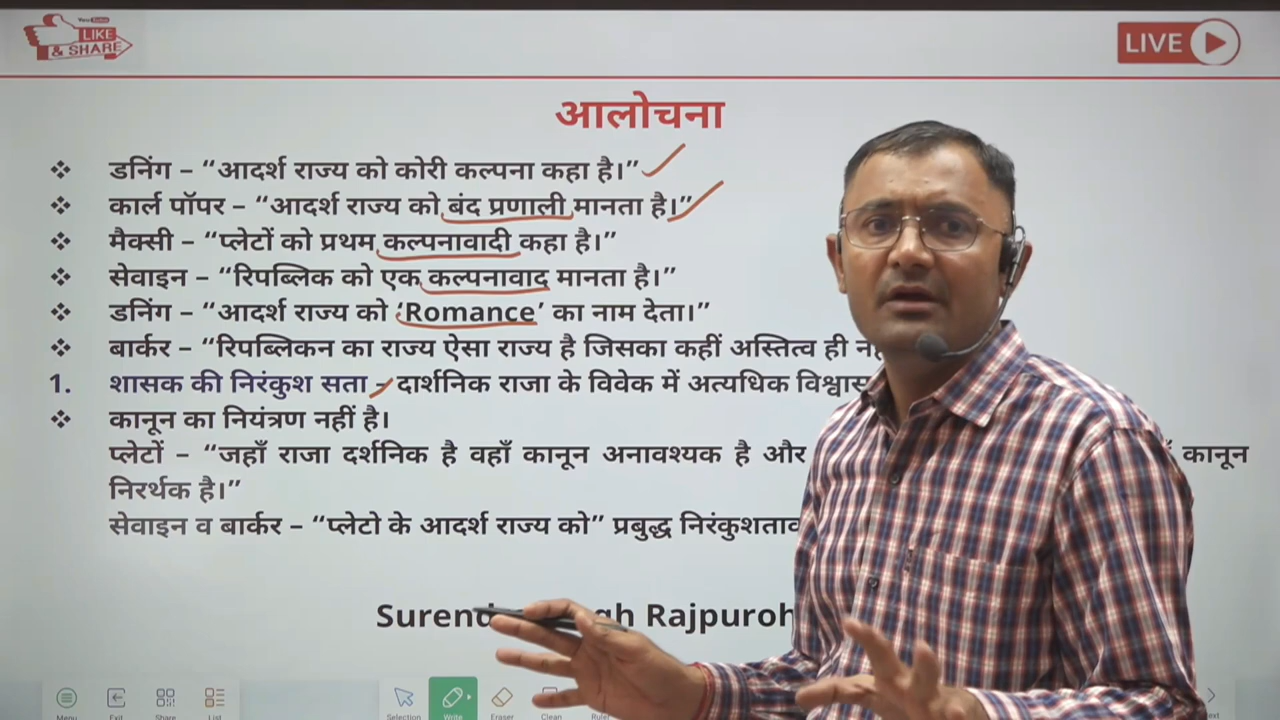 LIKE
& SHARE
LIVE
आलोचना
❖ डनिंग – “आदर्श राज्य को कोरी कल्पना कहा है।”
❖ कार्ल पॉपर – “आदर्श राज्य को बंद प्रणाली मानता है।”
❖ मैक्सी – “प्लेटों को प्रथम कल्पनावादी कहा है।”
❖ सेवाइन – “रिपब्लिक को एक कल्पनावाद मानता है।”
❖ डनिंग – “आदर्श राज्य को ‘Romance’ का नाम देता।”
❖ बार्कर – “रिपब्लिकन का राज्य ऐसा राज्य है जिसका कहीं अस्तित्व ही
1. शासक की निरंकुश सता – दार्शनिक राजा के विवेक में अत्यधिक विश्वास
❖ कानून का नियंत्रण नहीं है।
प्लेटों – “जहाँ राजा दर्शनिक है वहाँ कानून अनावश्यक है और कानून
निरर्थक है।”
सेवाइन व बार्कर – “प्लेटो के आदर्श राज्य को” प्रबुद्ध
Menu Exit Share List Selection Write Eraser Clean Ruler